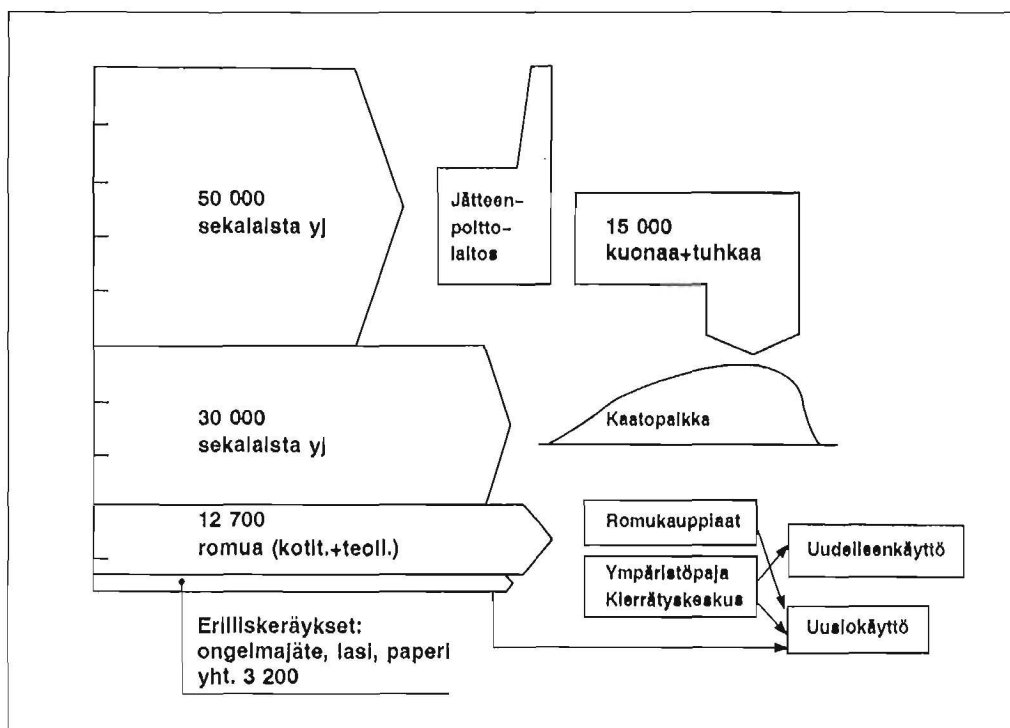 50 000
sekalaista yj
Jätteen-
poltto-
laitos
15 000
kuonaa+tuhkaa
30 000
sekalaista yj
Kaatopaikka
12 700
romua (kotit.+teoll.)
Romukauppiaat
Ympäristöpaja
Kierrätyskeskus
Uudelleenkäyttö
Uusiokäyttö
Erilliskeräykset:
ongelmajäte, lasi, paperi
yht. 3 200